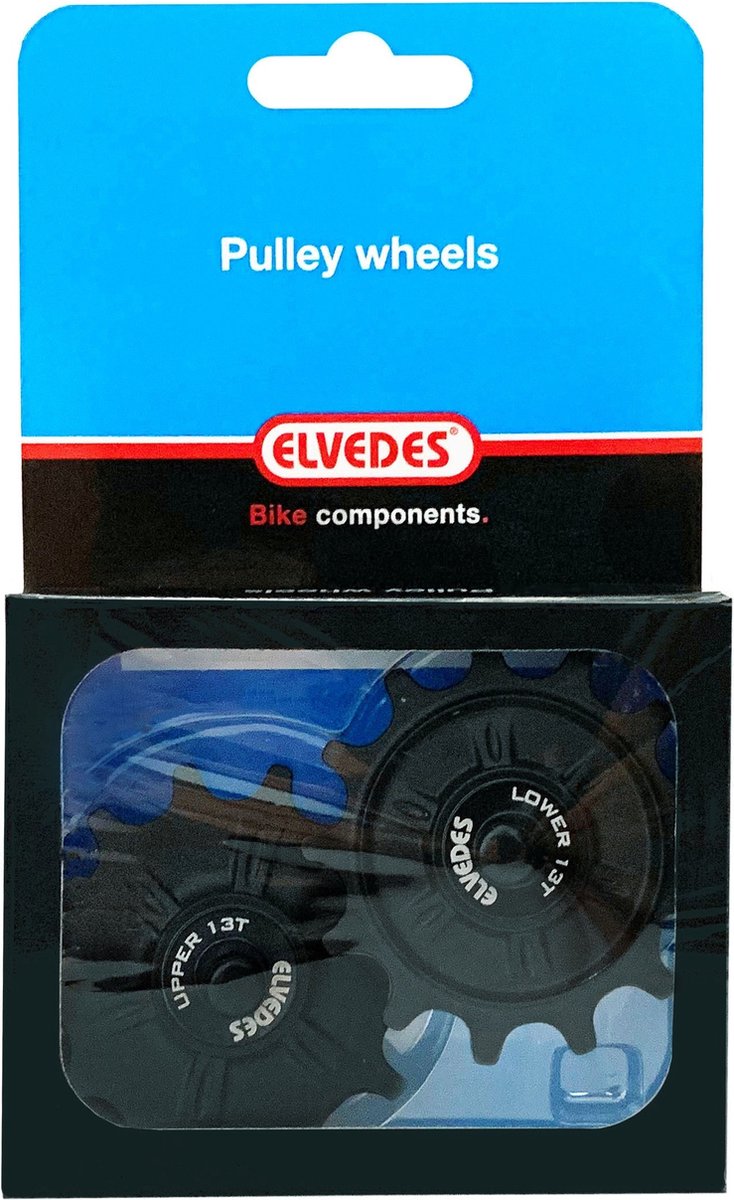 Pulley wheels
ELVEDES®
Bike components.
LOWER 13T
ELVEDES
UPPER 13T
ELVEDES